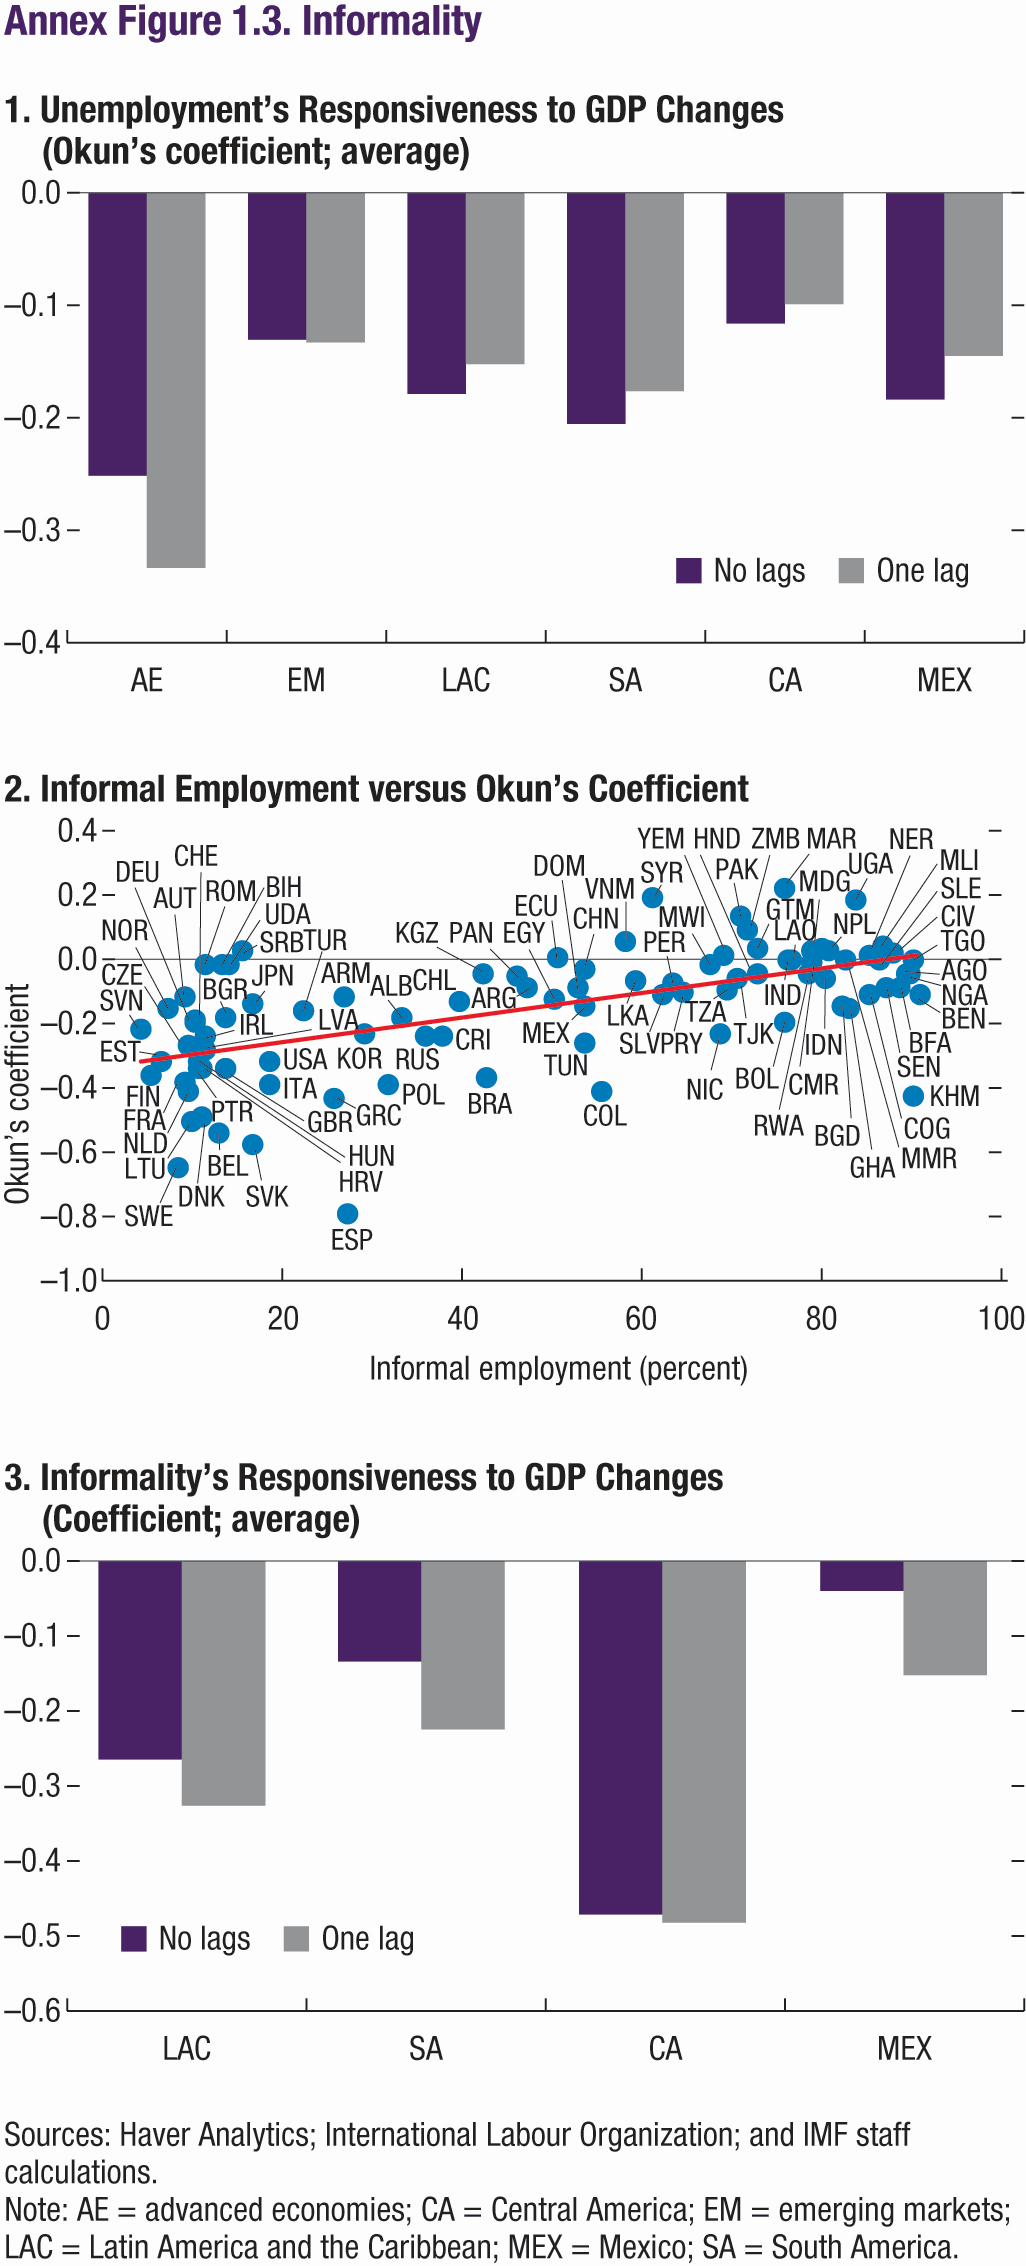 Annex Figure 1.3. Informality
1. Unemployment's Responsiveness to GDP Changes
(Okun's coefficient; average)
0.0
–0.1
–0.2
–0.3
–0.4
No lags
One lag
AE
EM
LAC
SA
CA
MEX
2. Informal Employment versus Okun's Coefficient
Okun's coefficient
0.4
0.2
0.0
–0.2
–0.4
–0.6
–0.8
–1.0
DEU
CHE
AUT
ROM
BIH
UDA
NOR
SRB
TUR
CZE
SVN
BGR
JPN
IRL
LVA
EST
FIN
FRA
NLD
LTU
SWE
DNK
PTR
BEL
SVK
USA
ITA
GBR
GRC
HUN
HRV
ESP
ARM
ALB
CHL
KOR
RUS
POL
CRI
BRA
KGZ
PAN
EGY
ARG
ECU
DOM
VNM
CHN
SYR
MEX
TUN
COL
YEM
HND
ZMB
MAR
PAK
MWI
PER
GTM
MDG
LAO
NPL
UGA
NER
MLI
SLE
CIV
TGO
AGO
NGA
BEN
BFA
SEN
KHM
COG
MMR
GHA
BGD
RWA
CMR
IDN
BOL
IND
TJK
TZA
NIC
LKA
SLV
PRY
0
20
40
60
80
100
Informal employment (percent)
3. Informality's Responsiveness to GDP Changes
(Coefficient; average)
0.0
–0.1
–0.2
–0.3
–0.4
–0.5
–0.6
No lags
One lag
LAC
SA
CA
MEX
Sources: Haver Analytics; International Labour Organization; and IMF staff
calculations.
Note: AE = advanced economies; CA = Central America; EM = emerging markets;
LAC = Latin America and the Caribbean; MEX = Mexico; SA = South America.